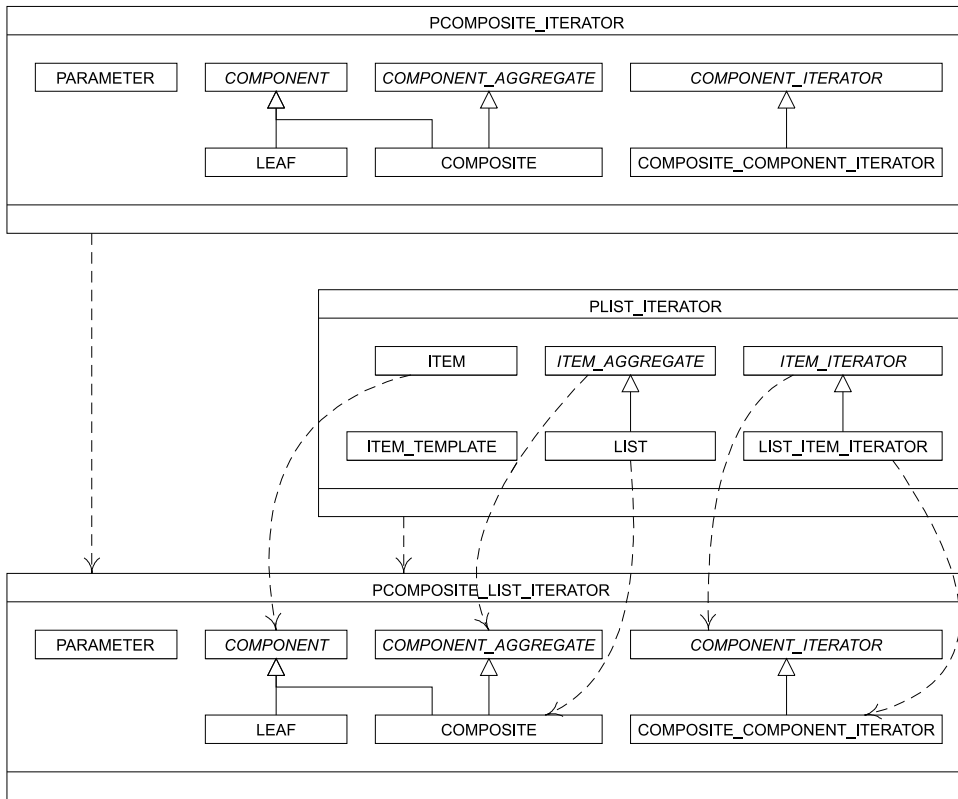 PCOMPOSITE_ITERATOR
PARAMETER COMPONENT COMPONENT_AGGREGATE COMPONENT_ITERATOR
LEAF COMPOSITE COMPOSITE_COMPONENT_ITERATOR
PLIST_ITERATOR
ITEM ITEM_AGGREGATE ITEM_ITERATOR
ITEM_TEMPLATE LIST LIST_ITEM_ITERATOR
PCOMPOSITE_LIST_ITERATOR
PARAMETER COMPONENT COMPONENT_AGGREGATE COMPONENT_ITERATOR
LEAF COMPOSITE COMPOSITE_COMPONENT_ITERATOR